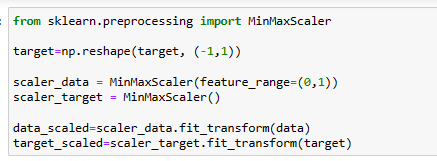 from sklearn.preprocessing import MinMaxScaler
target=np.reshape(target, (-1,1))
scaler_data = MinMaxScaler(feature_range=(0,1))
scaler_target = MinMaxScaler()
data_scaled=scaler_data.fit_transform(data)
target_scaled=scaler_target.fit_transform(target)